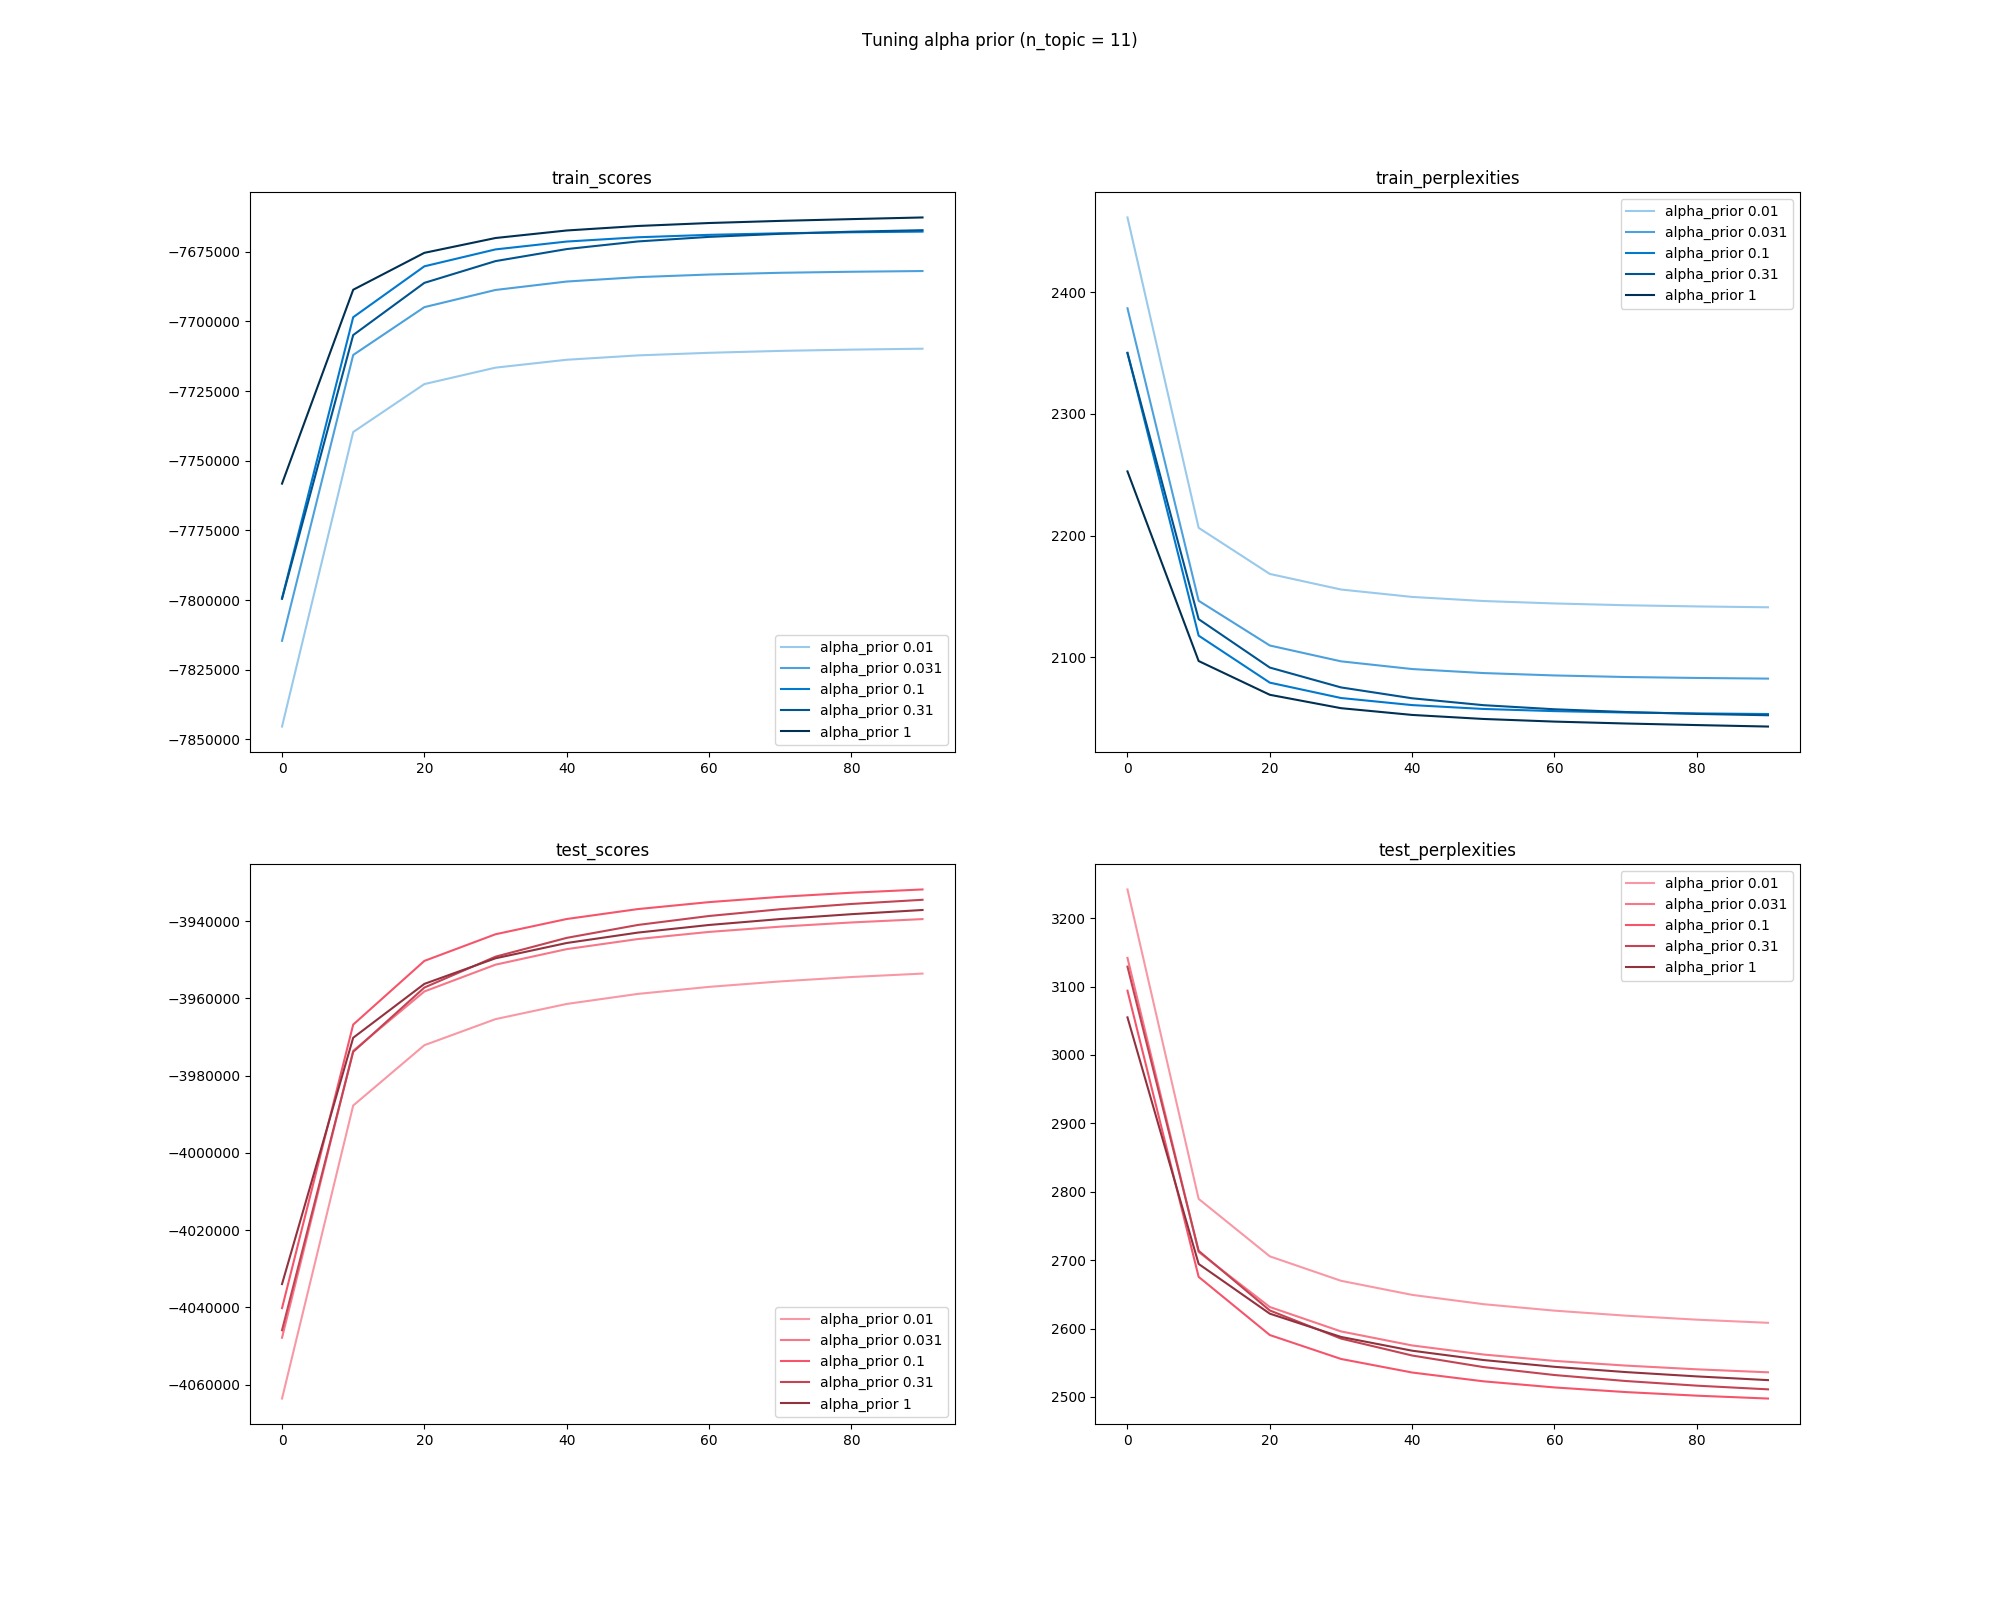 Tuning alpha prior (n_topic = 11)
train_scores
−7675000
−7700000
−7725000
−7750000
−7775000
−7800000
−7825000
−7850000
0 20 40 60 80
alpha_prior 0.01
alpha_prior 0.031
alpha_prior 0.1
alpha_prior 0.31
alpha_prior 1
train_perplexities
2400
2300
2200
2100
0 20 40 60 80
alpha_prior 0.01
alpha_prior 0.031
alpha_prior 0.1
alpha_prior 0.31
alpha_prior 1
test_scores
−3940000
−3960000
−3980000
−4000000
−4020000
−4040000
−4060000
0 20 40 60 80
alpha_prior 0.01
alpha_prior 0.031
alpha_prior 0.1
alpha_prior 0.31
alpha_prior 1
test_perplexities
3200
3100
3000
2900
2800
2700
2600
2500
0 20 40 60 80
alpha_prior 0.01
alpha_prior 0.031
alpha_prior 0.1
alpha_prior 0.31
alpha_prior 1